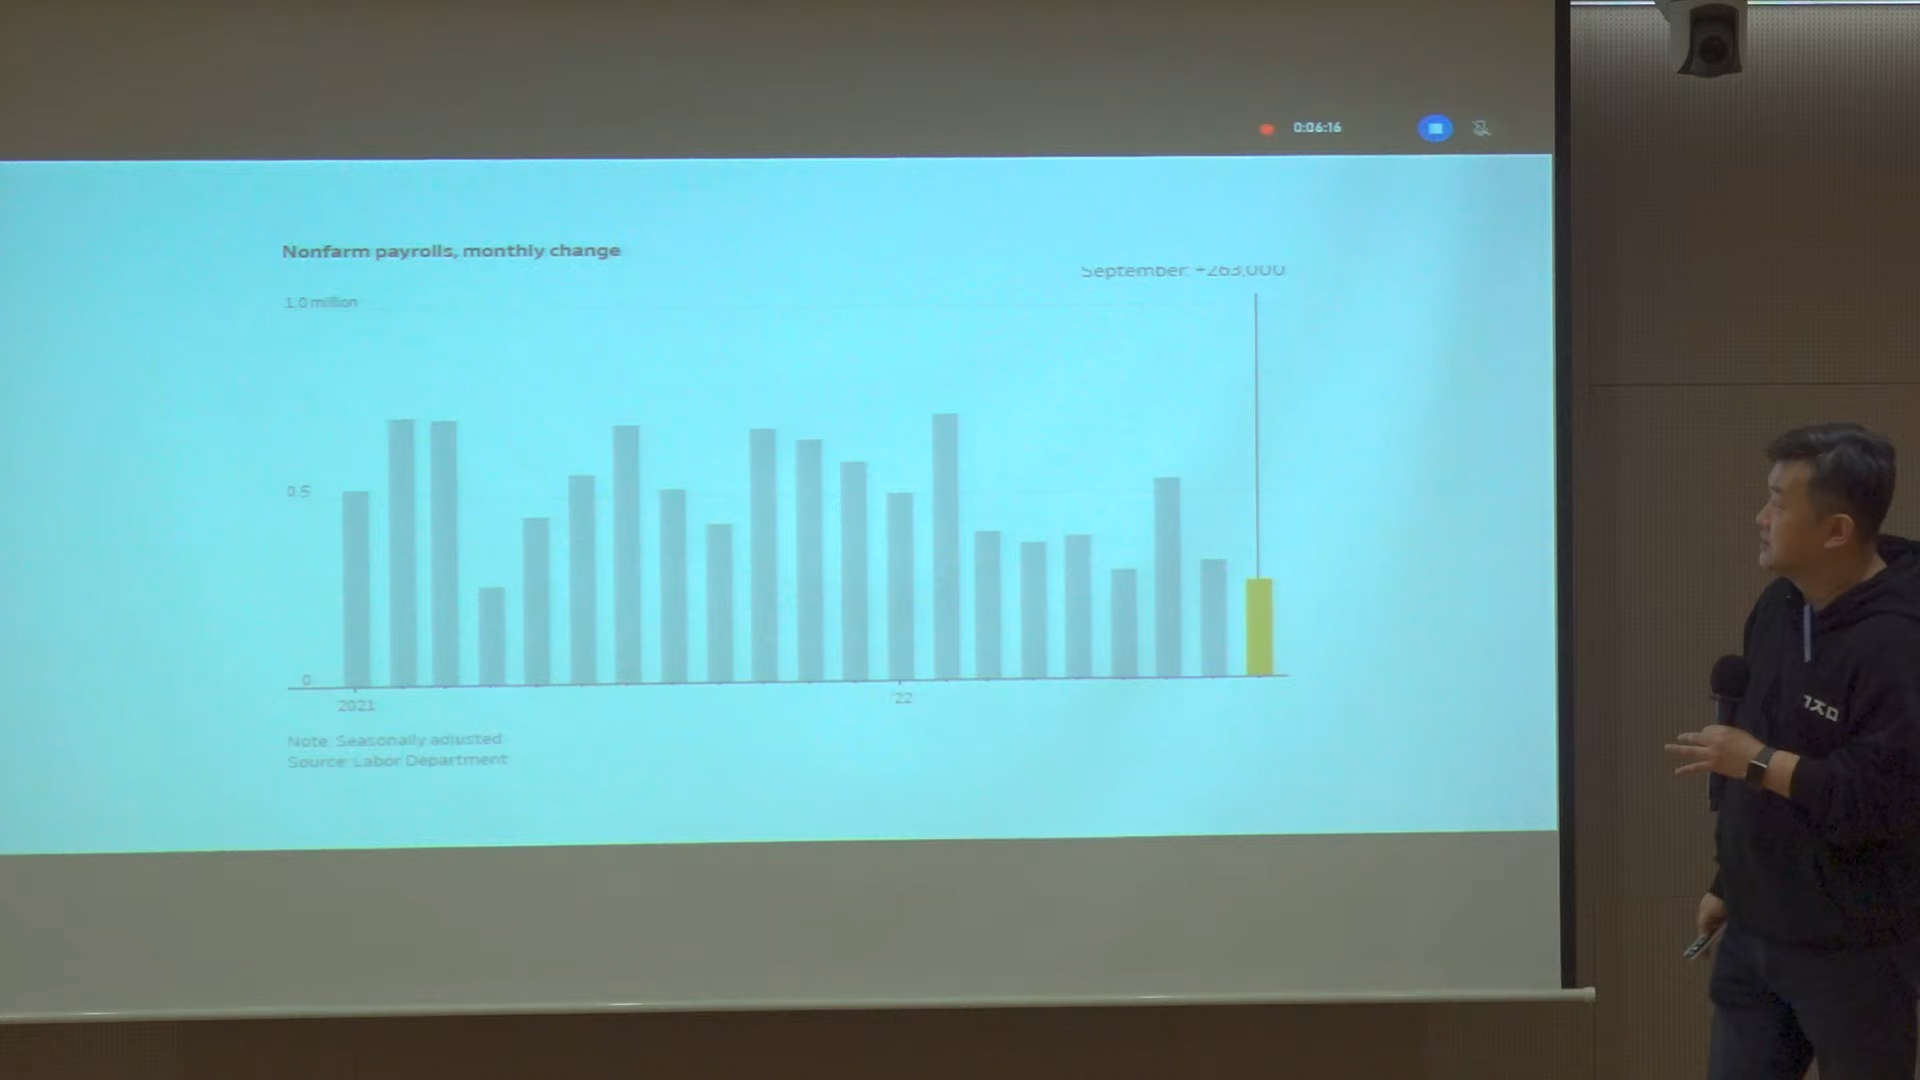 0:06:16
Nonfarm payrolls, monthly change
September: +263,000
1.0 million
0.5
0
2021
'22
Note: Seasonally adjusted
Source: Labor Department